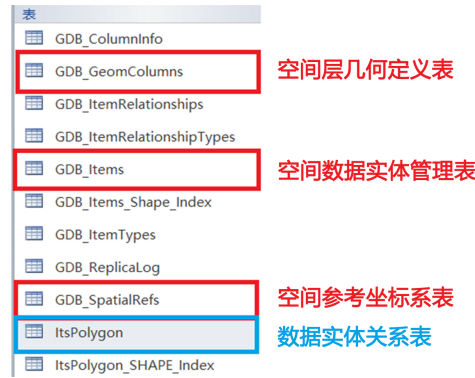 表
GDB_ColumnInfo
GDB_GeomColumns 空间层几何定义表
GDB_ItemRelationships
GDB_ItemRelationshipTypes
GDB_Items 空间数据实体管理表
GDB_Items_Shape_Index
GDB_ItemTypes
GDB_ReplicaLog
GDB_SpatialRefs 空间参考坐标系表
ItsPolygon 数据实体关系表
ItsPolygon_SHAPE_Index